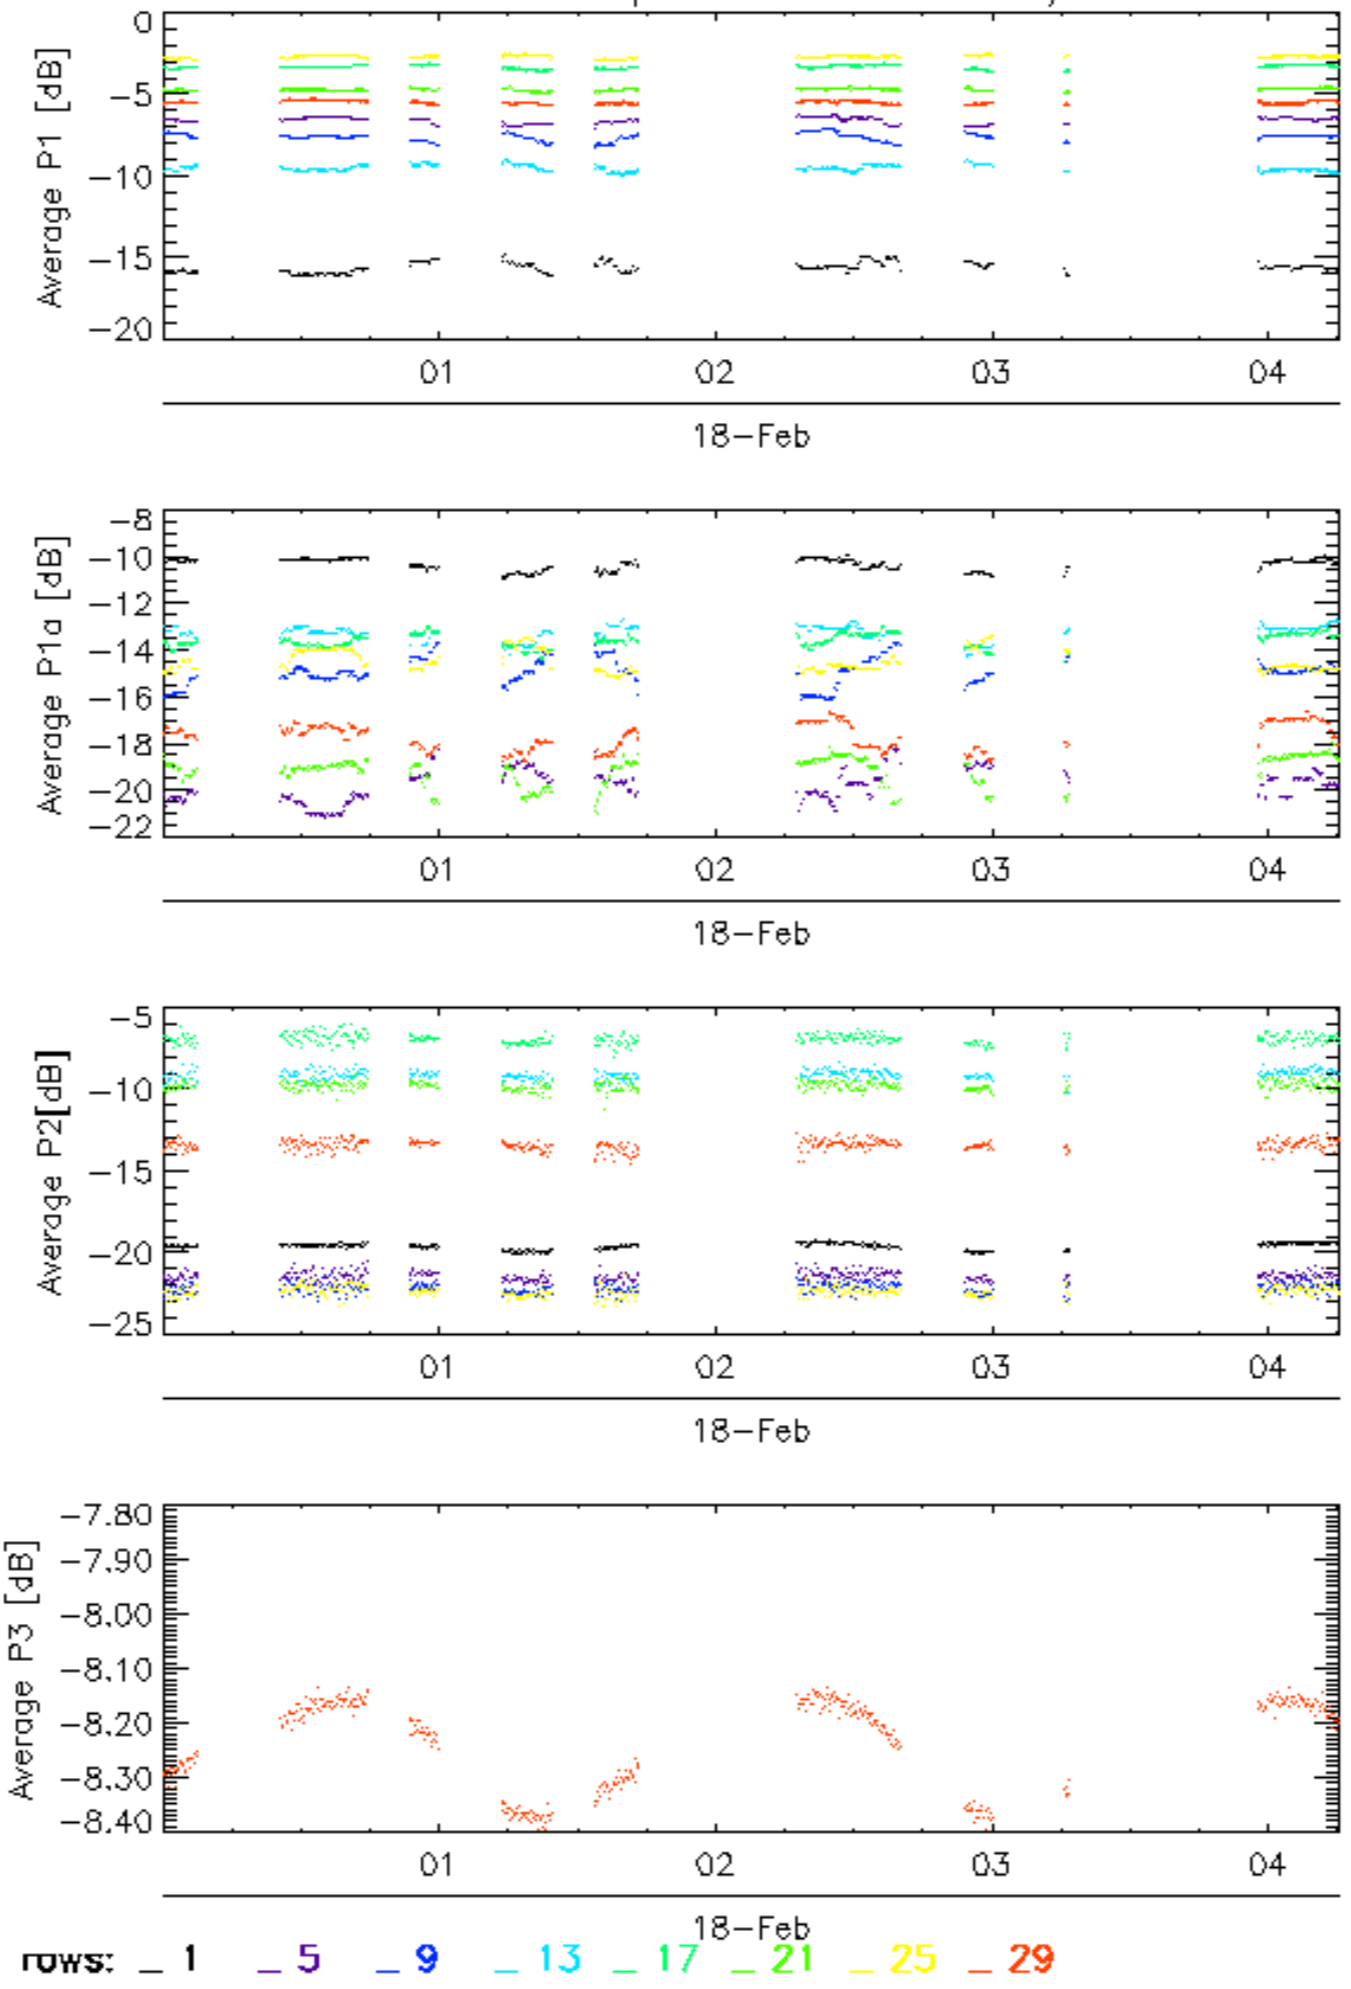 0
Average P1 [dB]
−5
−10
−15
−20
01 02 03 04
18−Feb
−8
Average P1a [dB]
−10
−12
−14
−16
−18
−20
−22
01 02 03 04
18−Feb
−5
Average P2[dB]
−10
−15
−20
−25
01 02 03 04
18−Feb
−7.80
Average P3 [dB]
−7.90
−8.00
−8.10
−8.20
−8.30
−8.40
01 02 03 04
18−Feb
rows: _ 1 _ 5 _ 9 _ 13 _ 17 _ 21 _ 25 _ 29